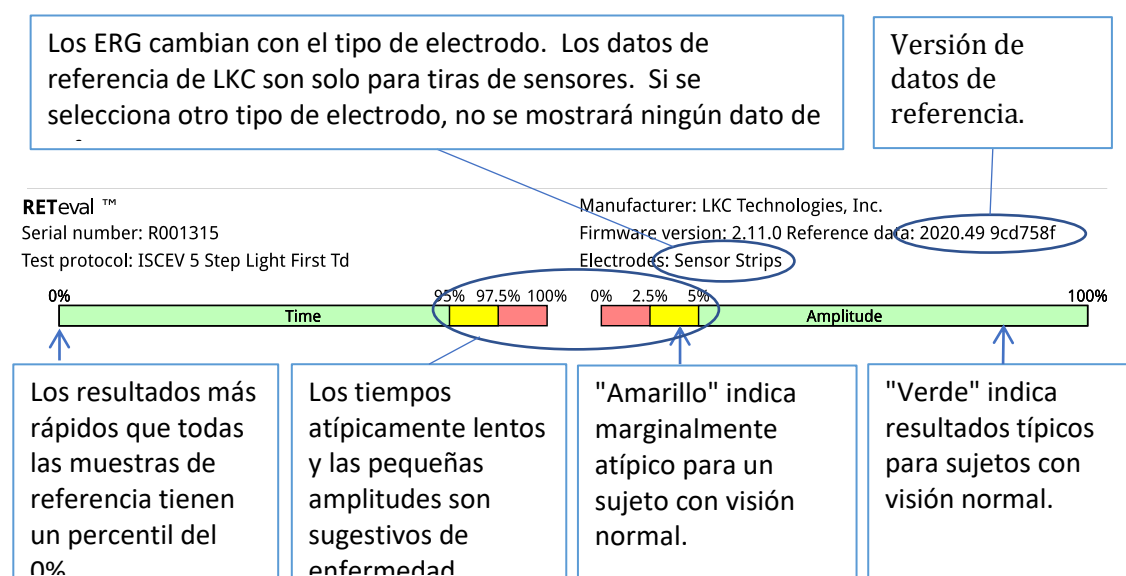 Los ERG cambian con el tipo de electrodo.  Los datos de
referencia de LKC son solo para tiras de sensores.  Si se
selecciona otro tipo de electrodo, no se mostrará ningún dato de
Versión de
datos de
referencia.
RETeval ™
Serial number: R001315
Test protocol: ISCEV 5 Step Light First Td
Manufacturer: LKC Technologies, Inc.
Firmware version: 2.11.0 Reference data: 2020.49 9cd758f
Electrodes: Sensor Strips
0% 95% 97.5% 100% 0% 2.5% 5% 100%
Time Amplitude
Los resultados más
rápidos que todas
las muestras de
referencia tienen
un percentil del
0%
Los tiempos
atípicamente lentos
y las pequeñas
amplitudes son
sugestivos de
enfermedad
"Amarillo" indica
marginalmente
atípico para un
sujeto con visión
normal.
"Verde" indica
resultados típicos
para sujetos con
visión normal.